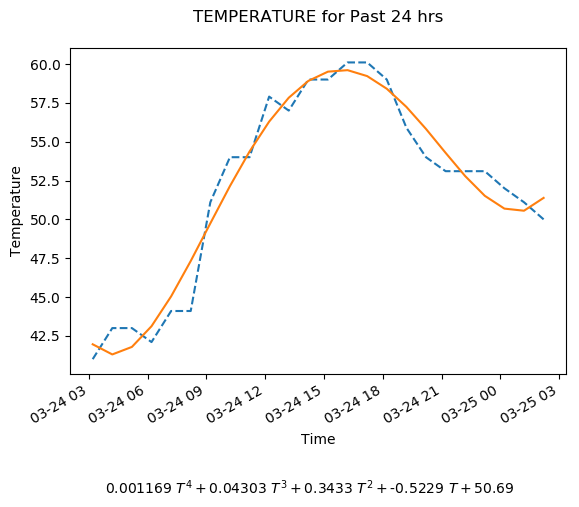 TEMPERATURE for Past 24 hrs
60.0
57.5
55.0
52.5
50.0
47.5
45.0
42.5
Temperature
03-24 03 03-24 06 03-24 09 03-24 12 03-24 15 03-24 18 03-24 21 03-25 00 03-25 03
Time
0.001169 T⁴ + 0.04303 T³ + 0.3433 T² + -0.5229 T + 50.69